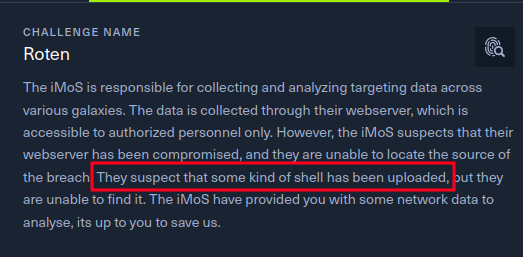 CHALLENGE NAME
Roten
The iMoS is responsible for collecting and analyzing targeting data across
various galaxies. The data is collected through their webserver, which is
accessible to authorized personnel only. However, the iMoS suspects that their
webserver has been compromised, and they are unable to locate the source of
the breach. They suspect that some kind of shell has been uploaded, but they
are unable to find it. The iMoS have provided you with some network data to
analyse, its up to you to save us.